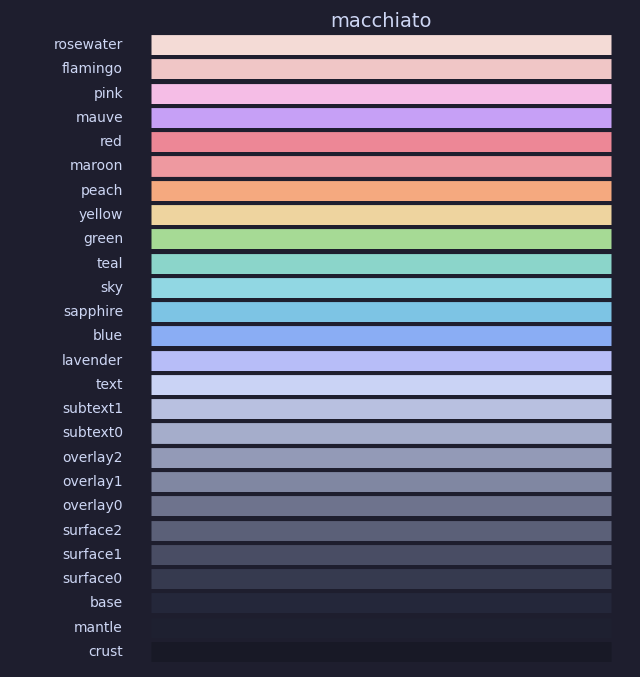 macchiato
rosewater
flamingo
pink
mauve
red
maroon
peach
yellow
green
teal
sky
sapphire
blue
lavender
text
subtext1
subtext0
overlay2
overlay1
overlay0
surface2
surface1
surface0
base
mantle
crust